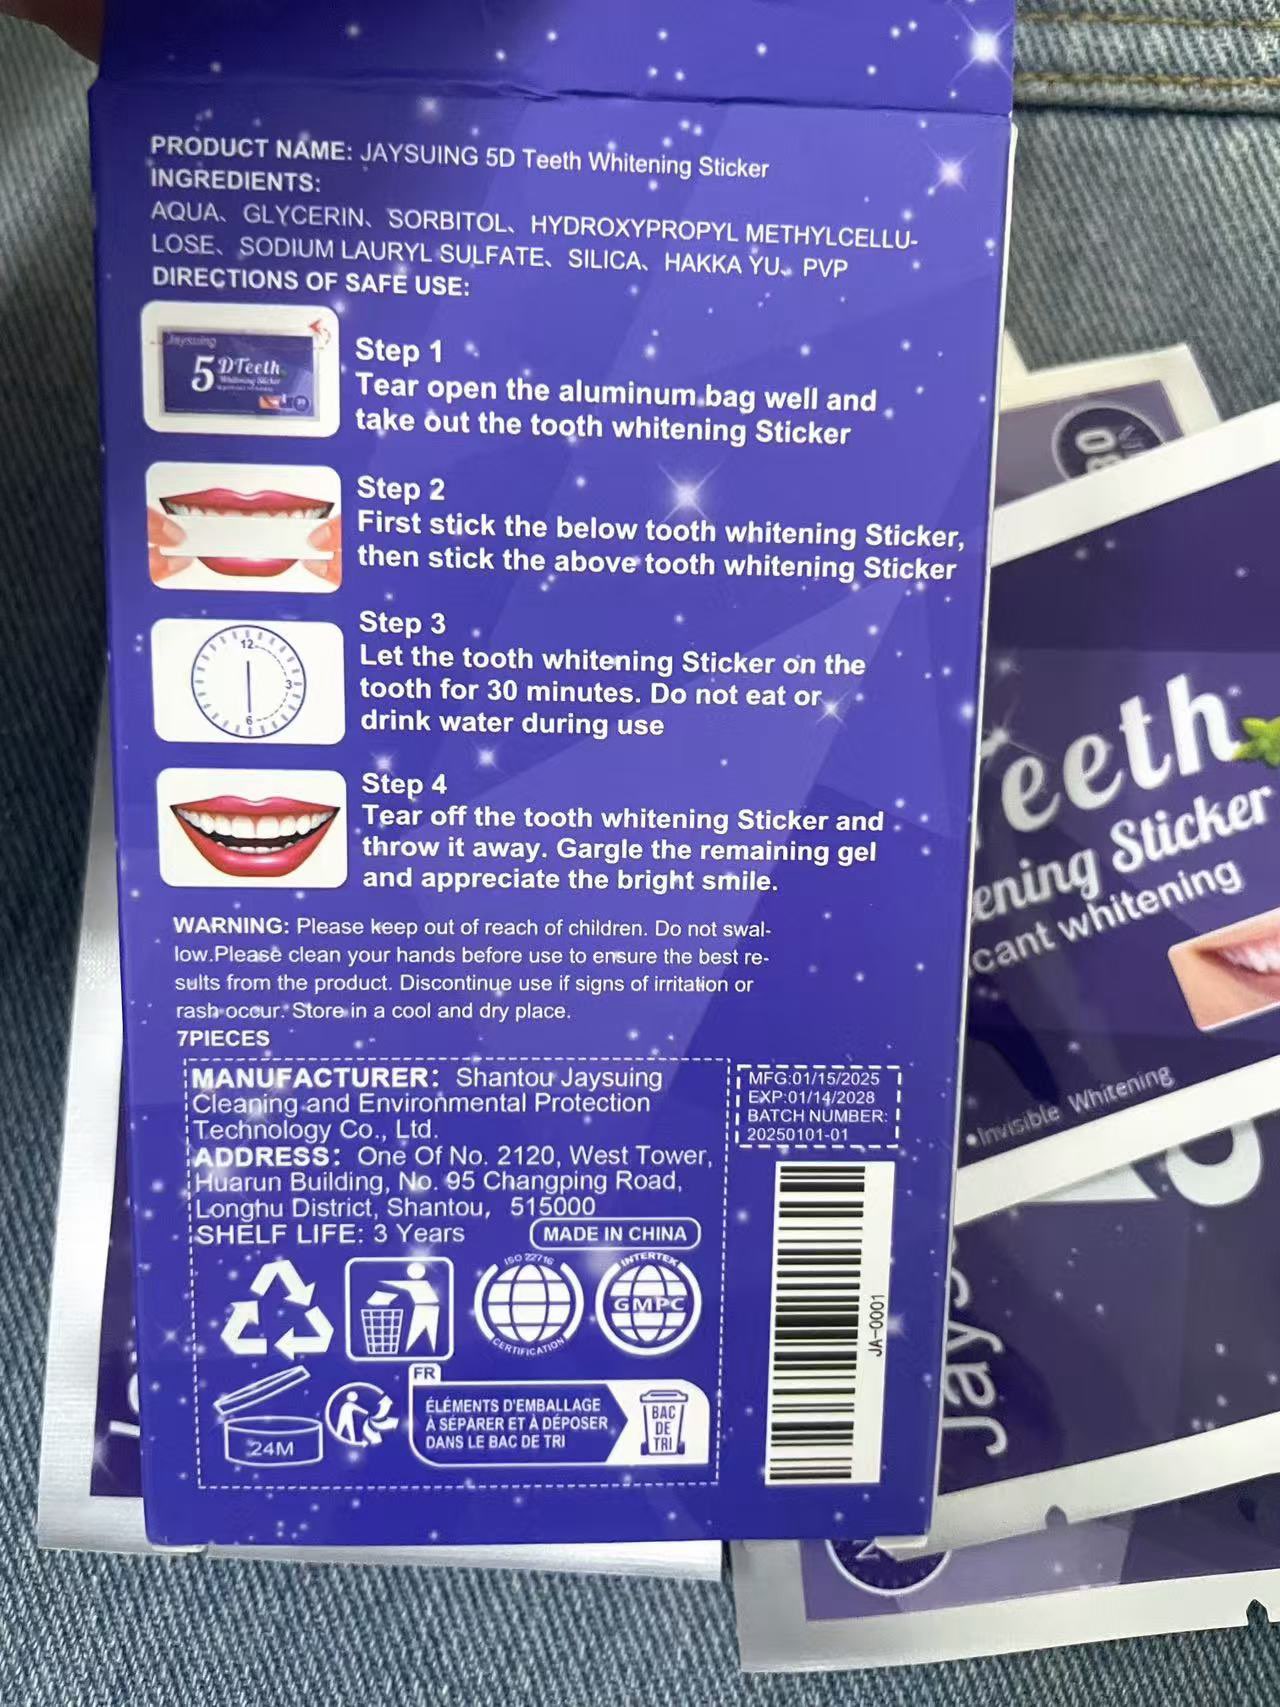 PRODUCT NAME: JAYSUING 5D Teeth Whitening Sticker
INGREDIENTS:
AQUA、GLYCERIN、SORBITOL、HYDROXYPROPYL METHYLCELLU-
LOSE、SODIUM LAURYL SULFATE、SILICA、HAKKA YU、PVP
DIRECTIONS OF SAFE USE:
Jaysuing
5 DTeeth
Whitening Sticker
Step 1
Tear open the aluminum bag well and
take out the tooth whitening Sticker
Step 2
First stick the below tooth whitening Sticker,
then stick the above tooth whitening Sticker
12
3
6
Step 3
Let the tooth whitening Sticker on the
tooth for 30 minutes. Do not eat or
drink water during use
Step 4
Tear off the tooth whitening Sticker and
throw it away. Gargle the remaining gel
and appreciate the bright smile.
WARNING: Please keep out of reach of children. Do not swal-
low.Please clean your hands before use to ensure the best re-
sults from the product. Discontinue use if signs of irritation or
rash occur. Store in a cool and dry place.
7PIECES
MANUFACTURER: Shantou Jaysuing
Cleaning and Environmental Protection
Technology Co., Ltd.
ADDRESS: One Of No. 2120, West Tower,
Huarun Building, No. 95 Changping Road,
Longhu District, Shantou, 515000
SHELF LIFE: 3 Years
MADE IN CHINA
MFG:01/15/2025
EXP:01/14/2028
BATCH NUMBER:
20250101-01
JA-0001
ISO 22716
CERTIFICATION
INTERTEK
GMPC
24M
FR
ÉLÉMENTS D'EMBALLAGE
À SÉPARER ET À DÉPOSER
DANS LE BAC DE TRI
BAC
DE
TRI
eeth
ening Sticker
cant whitening
•Invisible Whitening
Jays